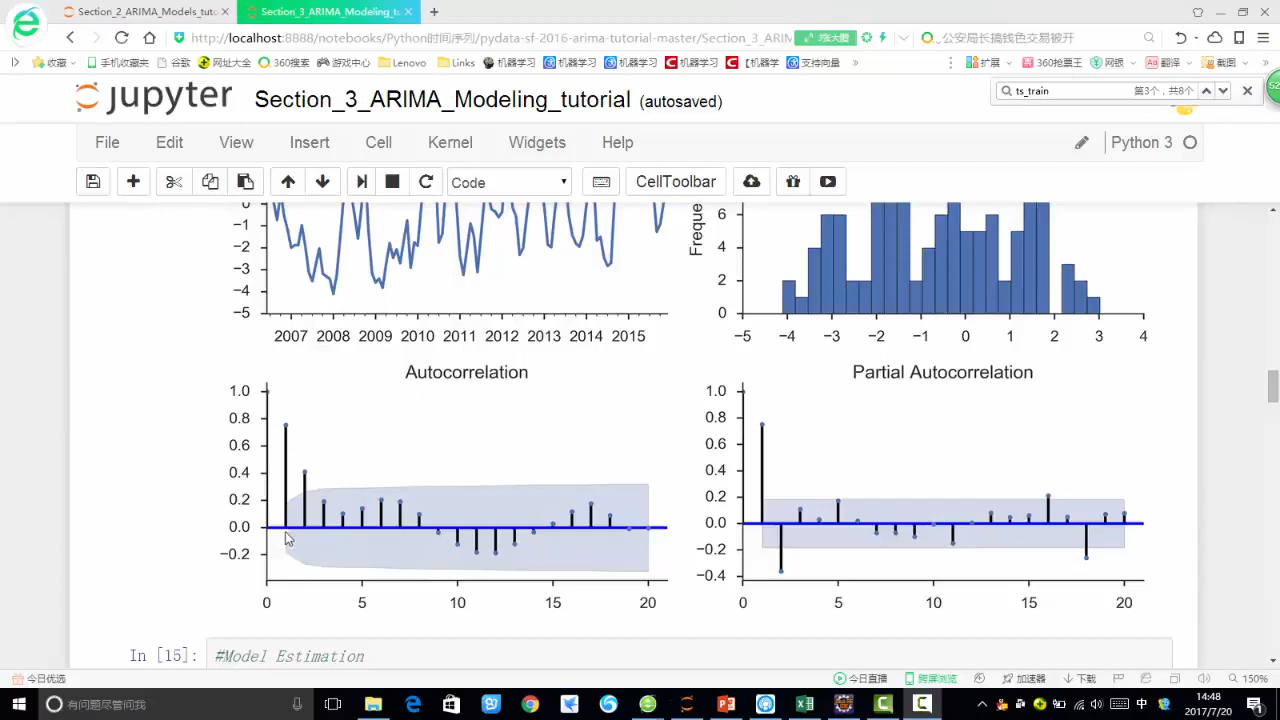 Section_2_ARIMA_Models_tuto
Section_3_ARIMA_Modeling_t
http://localhost:8888/notebooks/Python时间序列/pydata-sf-2016-arima-tutorial-master/Section_3_ARIM
3张大图
公安局长搞钱色交易被开
收藏 手机收藏夹 谷歌 网址大全 360搜索 游戏中心 Lenovo Links 机器学习 机器学习 机器学习 机器学习 【机器学 支持向量 » 扩展 360抢票王 网银 翻译 截图 »
ts_train 第3个，共8个
52
jupyter Section_3_ARIMA_Modeling_tutorial (autosaved)
File Edit View Insert Cell Kernel Widgets Help Python 3
Code CellToolbar
0 −1 −2 −3 −4 −5
2007 2008 2009 2010 2011 2012 2013 2014 2015
Freque
6 4 2 0
−5 −4 −3 −2 −1 0 1 2 3 4
Autocorrelation
1.0 0.8 0.6 0.4 0.2 0.0 −0.2
0 5 10 15 20
Partial Autocorrelation
1.0 0.8 0.6 0.4 0.2 0.0 −0.2 −0.4
0 5 10 15 20
In [15]: #Model Estimation
今日优选 今日直播 跨屏浏览 加速器 下载 150%
有问题尽管问我
中
14:48
2017/7/20